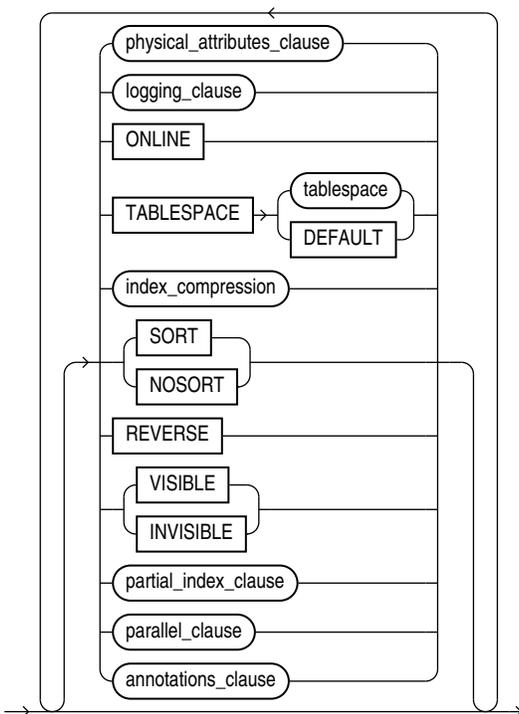 physical_attributes_clause
logging_clause
ONLINE
tablespace
TABLESPACE
DEFAULT
index_compression
SORT
NOSORT
REVERSE
VISIBLE
INVISIBLE
partial_index_clause
parallel_clause
annotations_clause